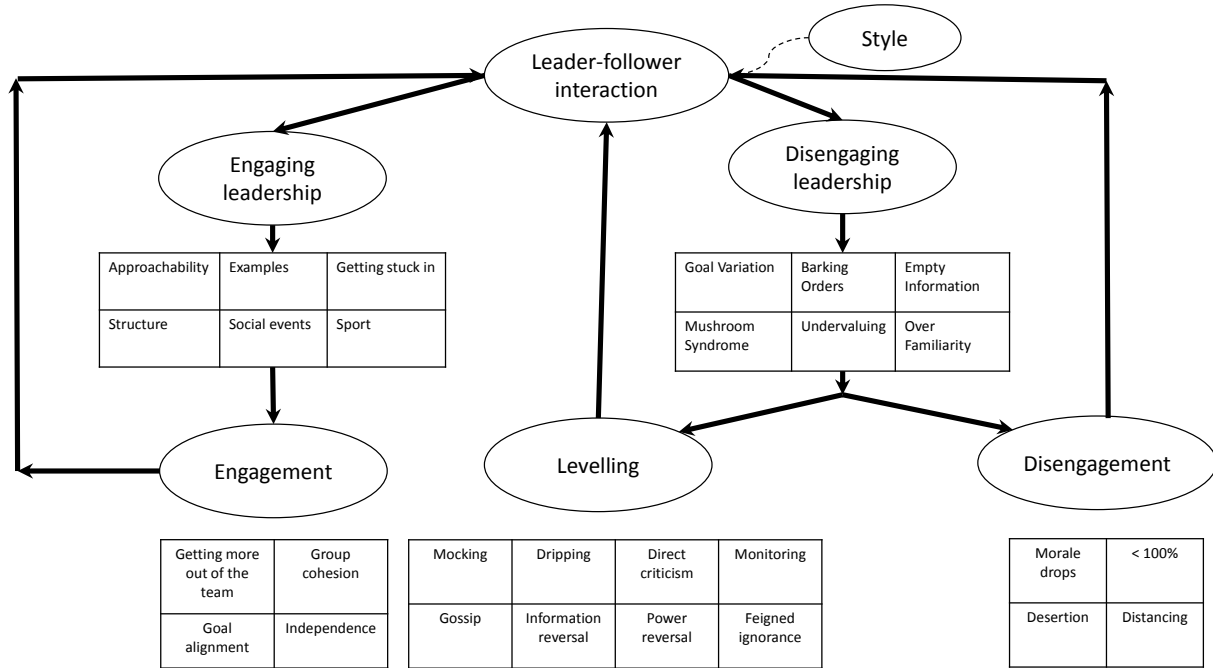 Style
Leader-follower
interaction
Engaging
leadership
Disengaging
leadership
Approachability
Examples
Getting stuck in
Structure
Social events
Sport
Goal Variation
Barking
Orders
Empty
Information
Mushroom
Syndrome
Undervaluing
Over
Familiarity
Engagement
Levelling
Disengagement
Getting more
out of the
team
Group
cohesion
Goal
alignment
Independence
Mocking
Dripping
Direct
criticism
Monitoring
Gossip
Information
reversal
Power
reversal
Feigned
ignorance
Morale
drops
< 100%
Desertion
Distancing